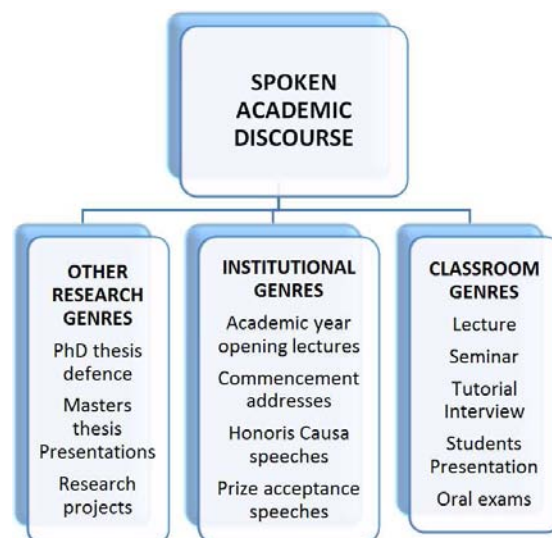 SPOKEN
ACADEMIC
DISCOURSE
OTHER
RESEARCH
GENRES
PhD thesis
defence
Masters
thesis
Presentations
Research
projects
INSTITUTIONAL
GENRES
Academic year
opening lectures
Commencement
addresses
Honoris Causa
speeches
Prize acceptance
speeches
CLASSROOM
GENRES
Lecture
Seminar
Tutorial
Interview
Students
Presentation
Oral exams